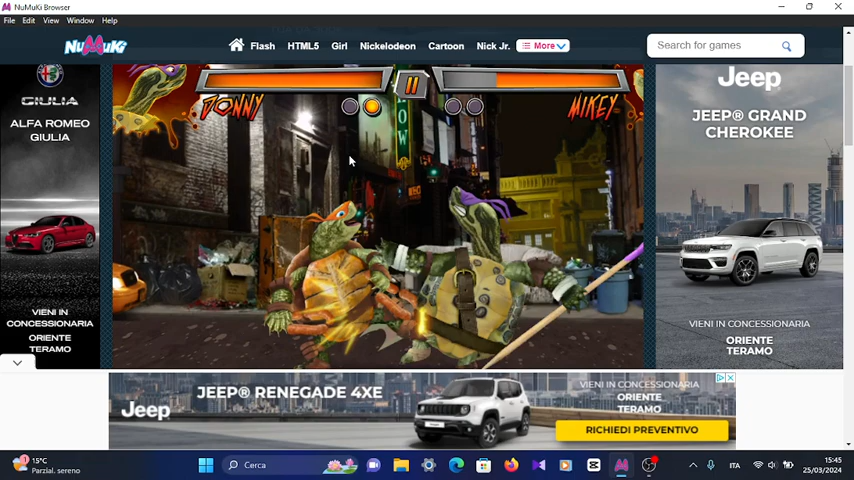 NuMuKi Browser
File Edit View Window Help
NuMuKi
Flash HTML5 Girl Nickelodeon Cartoon Nick Jr. More
Search for games
GIULIA
ALFA ROMEO
GIULIA
VIENI IN
CONCESSIONARIA
ORIENTE
TERAMO
DONNY
MIKEY
Jeep
JEEP® GRAND
CHEROKEE
VIENI IN CONCESSIONARIA
ORIENTE
TERAMO
Jeep
JEEP® RENEGADE 4XE
VIENI IN CONCESSIONARIA
ORIENTE
TERAMO
RICHIEDI PREVENTIVO
15°C
Parzial. sereno
Cerca
ITA
15:45
25/03/2024